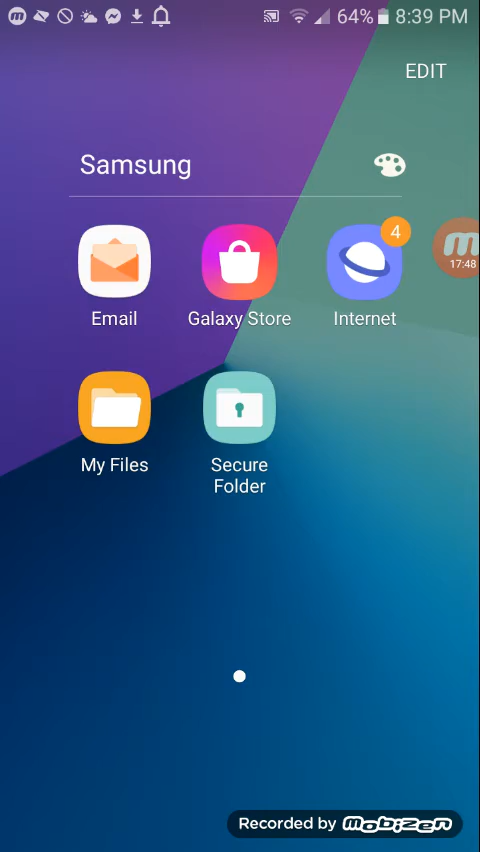 64% 8:39 PM
EDIT
Samsung
4
17:48
Email
Galaxy Store
Internet
My Files
Secure
Folder
Recorded by Mobizen